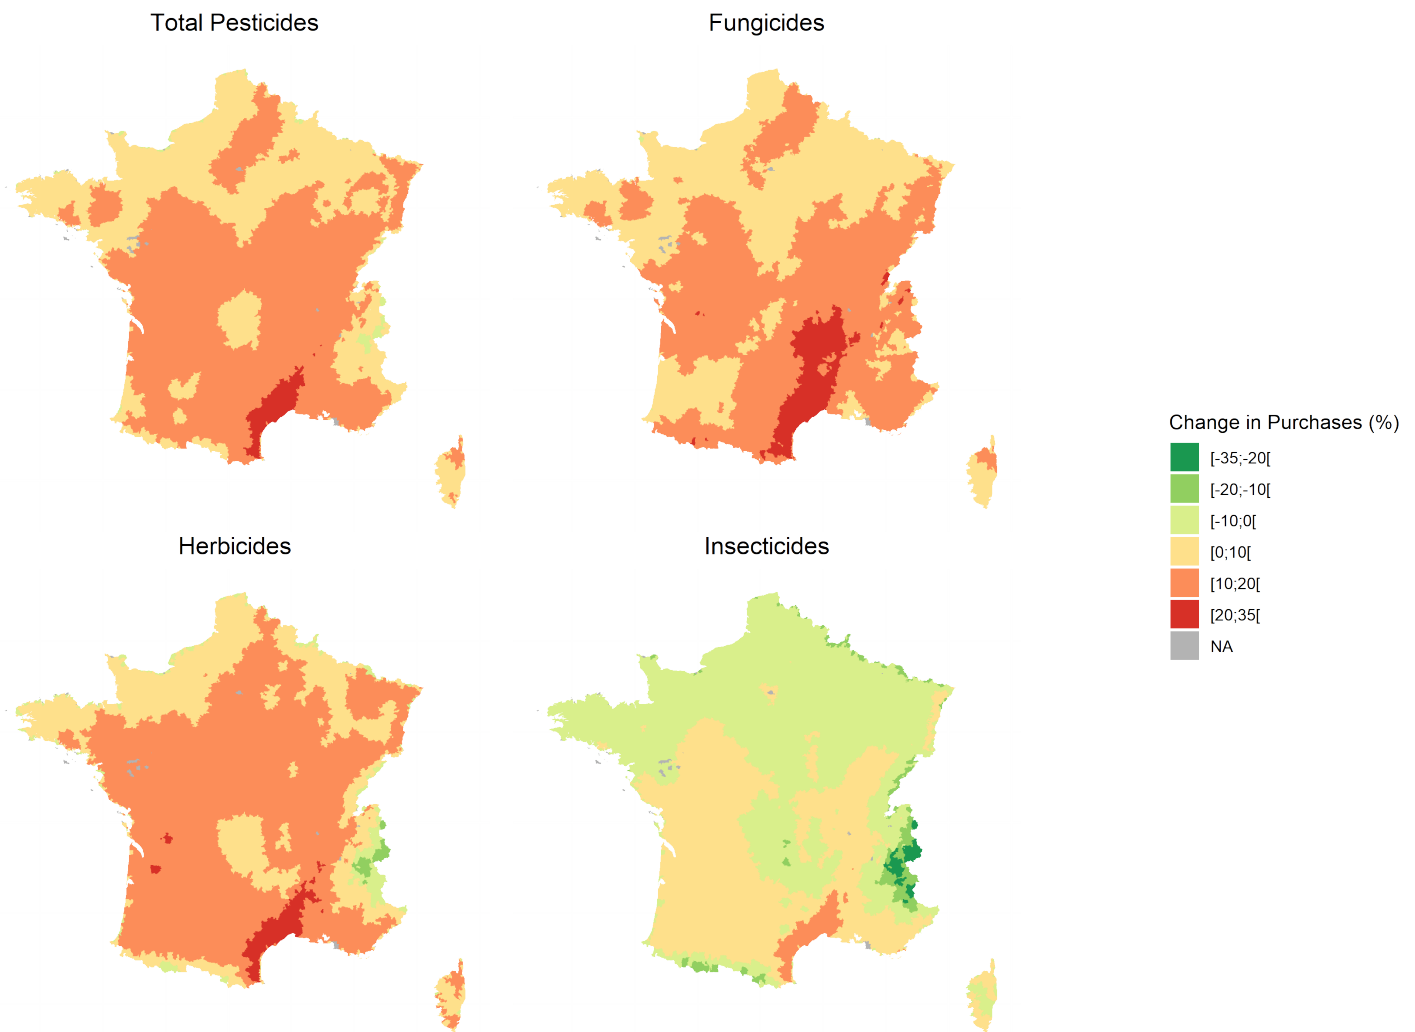 Total Pesticides
Fungicides
Herbicides
Insecticides
Change in Purchases (%)
[-35;-20[
[-20;-10[
[-10;0[
[0;10[
[10;20[
[20;35[
NA